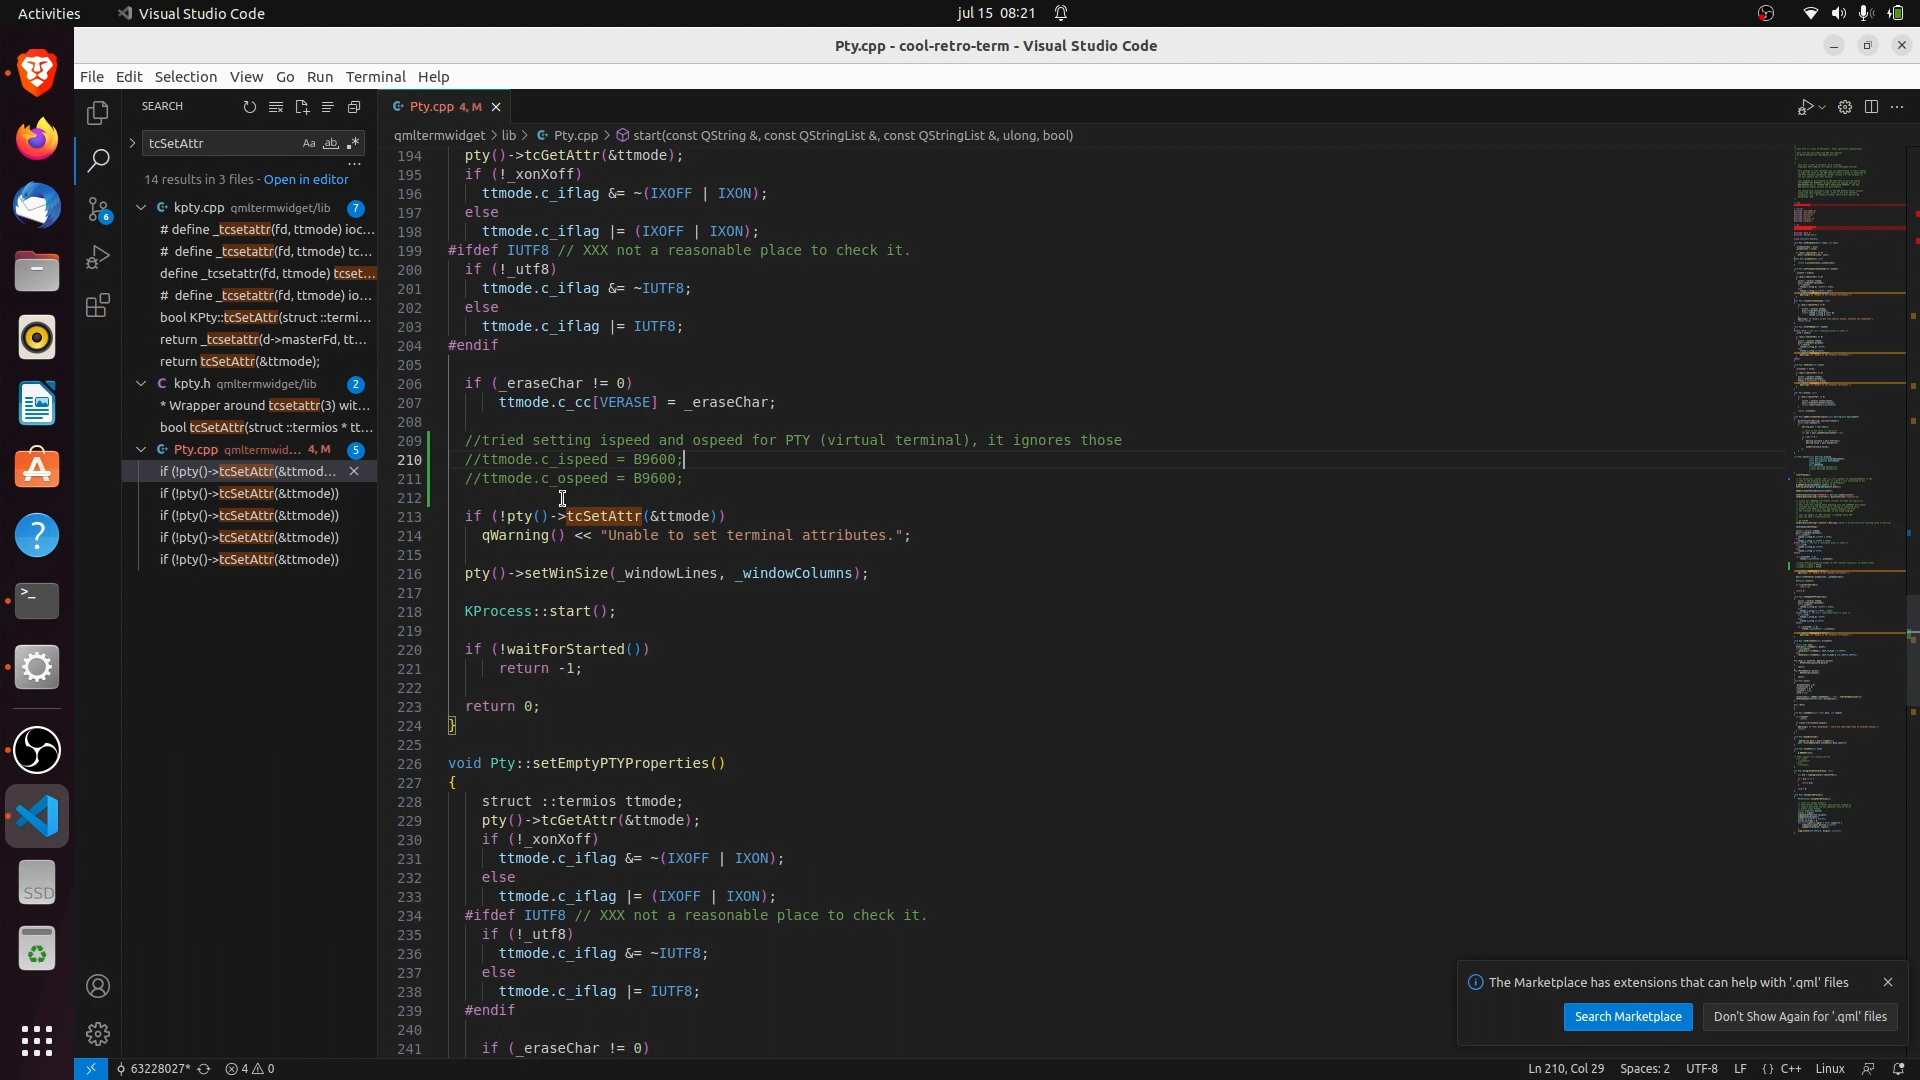 Activities
Visual Studio Code
jul 15 08:21
Pty.cpp - cool-retro-term - Visual Studio Code
File Edit Selection View Go Run Terminal Help
SEARCH
tcSetAttr
Aa ab
14 results in 3 files - Open in editor
kpty.cpp qmltermwidget/lib 7
# define _tcsetattr(fd, ttmode) ioc...
# define _tcsetattr(fd, ttmode) tc...
define _tcsetattr(fd, ttmode) tcset...
# define _tcsetattr(fd, ttmode) io...
bool KPty::tcSetAttr(struct ::termi...
return _tcsetattr(d->masterFd, tt...
return tcSetAttr(&ttmode);
C kpty.h qmltermwidget/lib 2
* Wrapper around tcsetattr(3) wit...
bool tcSetAttr(struct ::termios * tt...
Pty.cpp qmltermwid... 4, M 5
if (!pty()->tcSetAttr(&ttmod...
if (!pty()->tcSetAttr(&ttmode))
if (!pty()->tcSetAttr(&ttmode))
if (!pty()->tcSetAttr(&ttmode))
if (!pty()->tcSetAttr(&ttmode))
6
SSD
Pty.cpp 4, M
qmltermwidget > lib > Pty.cpp > start(const QString &, const QStringList &, const QStringList &, ulong, bool)
194 pty()->tcGetAttr(&ttmode);
195 if (!_xonXoff)
196 ttmode.c_iflag &= ~(IXOFF | IXON);
197 else
198 ttmode.c_iflag |= (IXOFF | IXON);
199 #ifdef IUTF8 // XXX not a reasonable place to check it.
200 if (!_utf8)
201 ttmode.c_iflag &= ~IUTF8;
202 else
203 ttmode.c_iflag |= IUTF8;
204 #endif
205
206 if (_eraseChar != 0)
207 ttmode.c_cc[VERASE] = _eraseChar;
208
209 //tried setting ispeed and ospeed for PTY (virtual terminal), it ignores those
210 //ttmode.c_ispeed = B9600;
211 //ttmode.c_ospeed = B9600;
212
213 if (!pty()->tcSetAttr(&ttmode))
214 qWarning() << "Unable to set terminal attributes.";
215
216 pty()->setWinSize(_windowLines, _windowColumns);
217
218 KProcess::start();
219
220 if (!waitForStarted())
221 return -1;
222
223 return 0;
224 }
225
226 void Pty::setEmptyPTYProperties()
227 {
228 struct ::termios ttmode;
229 pty()->tcGetAttr(&ttmode);
230 if (!_xonXoff)
231 ttmode.c_iflag &= ~(IXOFF | IXON);
232 else
233 ttmode.c_iflag |= (IXOFF | IXON);
234 #ifdef IUTF8 // XXX not a reasonable place to check it.
235 if (!_utf8)
236 ttmode.c_iflag &= ~IUTF8;
237 else
238 ttmode.c_iflag |= IUTF8;
239 #endif
240
241 if (_eraseChar != 0)
The Marketplace has extensions that can help with '.qml' files
Search Marketplace
Don't Show Again for '.qml' files
63228027* 4 0
Ln 210, Col 29 Spaces: 2 UTF-8 LF {} C++ Linux